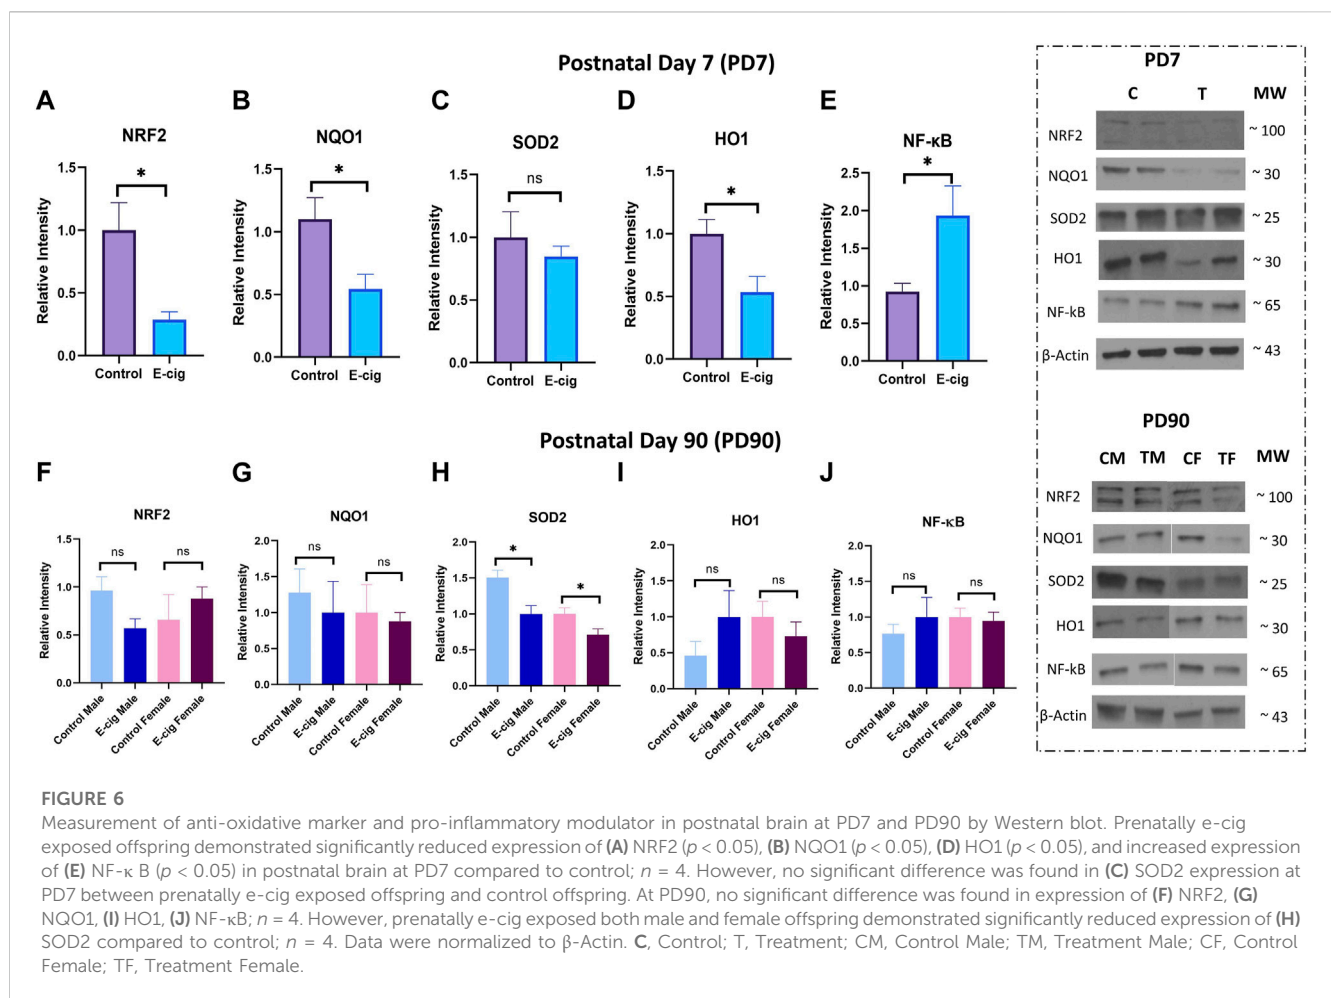 Postnatal Day 7 (PD7)
A
B
C
D
E
NRF2
NQO1
SOD2
HO1
NF-κB
Relative Intensity
1.5
1.0
0.5
0.0
*
Control E-cig
Relative Intensity
1.5
1.0
0.5
0.0
*
Control E-cig
Relative Intensity
1.5
1.0
0.5
0.0
ns
Control E-cig
Relative Intensity
1.5
1.0
0.5
0.0
*
Control E-cig
Relative Intensity
2.5
2.0
1.5
1.0
0.5
0.0
*
Control E-cig
PD7
C T MW
NRF2 ~ 100
NQO1 ~ 30
SOD2 ~ 25
HO1 ~ 30
NF-kB ~ 65
β-Actin ~ 43
Postnatal Day 90 (PD90)
F
G
H
I
J
NRF2
NQO1
SOD2
HO1
NF-κB
Relative Intensity
1.5
1.0
0.5
0.0
ns ns
Control Male
E-cig Male
Control Female
E-cig Female
Relative Intensity
2.0
1.5
1.0
0.5
0.0
ns ns
Control Male
E-cig MIale
Control Female
E-cig Female
Relative Intensity
2.0
1.5
1.0
0.5
0.0
* *
Control Male
E-cig Male
Control Female
E-cig Female
Relative Intensity
2.0
1.5
1.0
0.5
0.0
ns ns
Control Male
E-cig Male
Control Female
E-cig Female
Relative Intensity
2.0
1.5
1.0
0.5
0.0
ns ns
Control Male
E-cig Male
Control Female
E-cig Female
PD90
CM TM CF TF MW
NRF2 ~ 100
NQO1 ~ 30
SOD2 ~ 25
HO1 ~ 30
NF-kB ~ 65
β-Actin ~ 43
FIGURE 6
Measurement of anti-oxidative marker and pro-inflammatory modulator in postnatal brain at PD7 and PD90 by Western blot. Prenatally e-cig
exposed offspring demonstrated significantly reduced expression of (A) NRF2 (p < 0.05), (B) NQO1 (p < 0.05), (D) HO1 (p < 0.05), and increased expression
of (E) NF-κ B (p < 0.05) in postnatal brain at PD7 compared to control; n = 4. However, no significant difference was found in (C) SOD2 expression at
PD7 between prenatally e-cig exposed offspring and control offspring. At PD90, no significant difference was found in expression of (F) NRF2, (G)
NQO1, (I) HO1, (J) NF-κB; n = 4. However, prenatally e-cig exposed both male and female offspring demonstrated significantly reduced expression of (H)
SOD2 compared to control; n = 4. Data were normalized to β-Actin. C, Control; T, Treatment; CM, Control Male; TM, Treatment Male; CF, Control
Female; TF, Treatment Female.